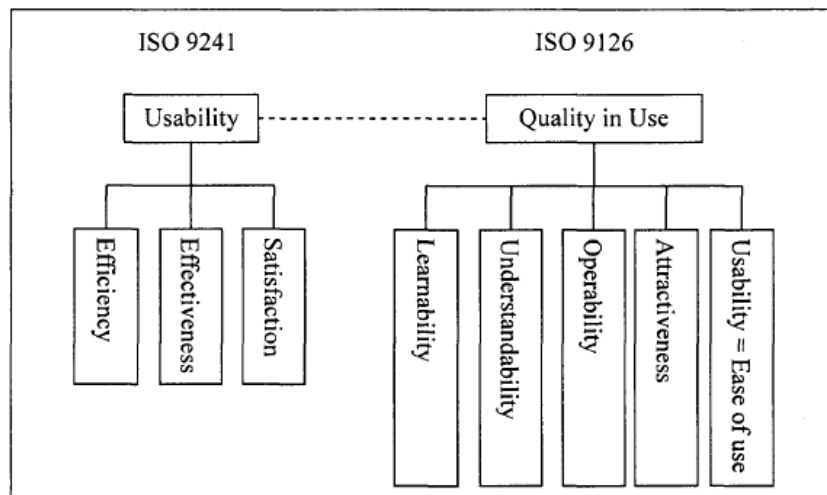 ISO 9241
ISO 9126
Usability
Quality in Use
Efficiency
Effectiveness
Satisfaction
Learnability
Understandability
Operability
Attractiveness
Usability = Ease of use